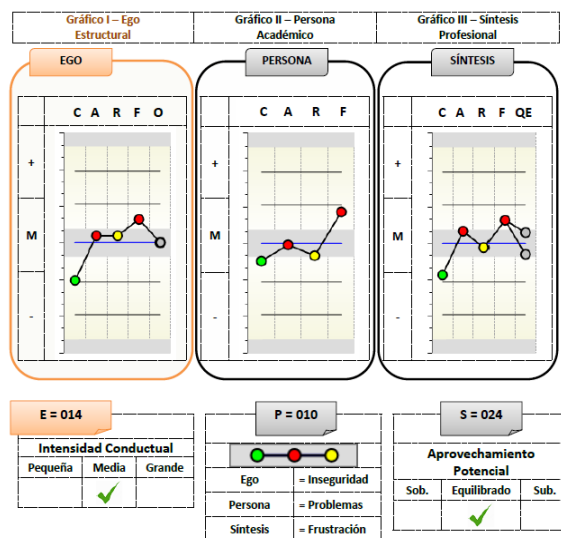 Gráfico I – Ego
Estructural
Gráfico II – Persona
Académico
Gráfico III – Síntesis
Profesional
EGO
PERSONA
SÍNTESIS
C A R F O
+
M
-
C A R F
+
M
-
C A R F QE
+
M
-
E = 014
Intensidad Conductual
Pequeña Media Grande
P = 010
Ego = Inseguridad
Persona = Problemas
Síntesis = Frustración
S = 024
Aprovechamiento
Potencial
Sob. Equilibrado Sub.